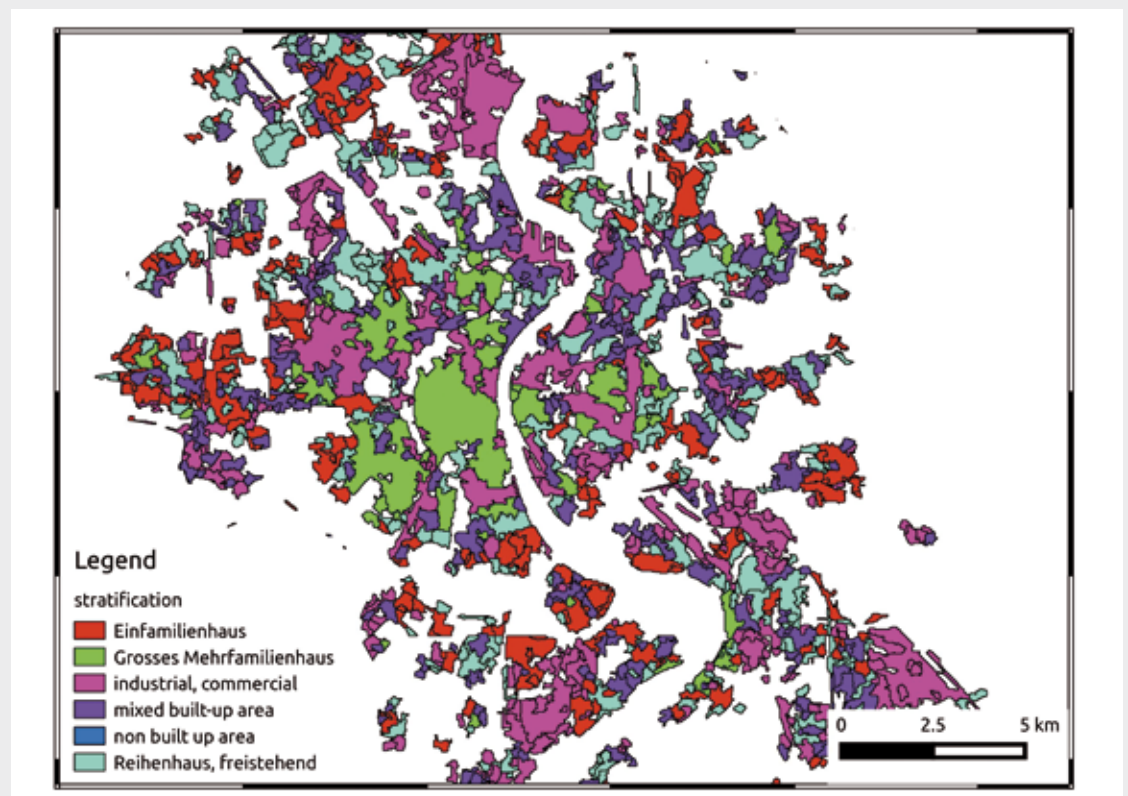 Legend
stratification
Einfamilienhaus
Grosses Mehrfamilienhaus
industrial, commercial
mixed built-up area
non built up area
Reihenhaus, freistehend
0 2.5 5 km